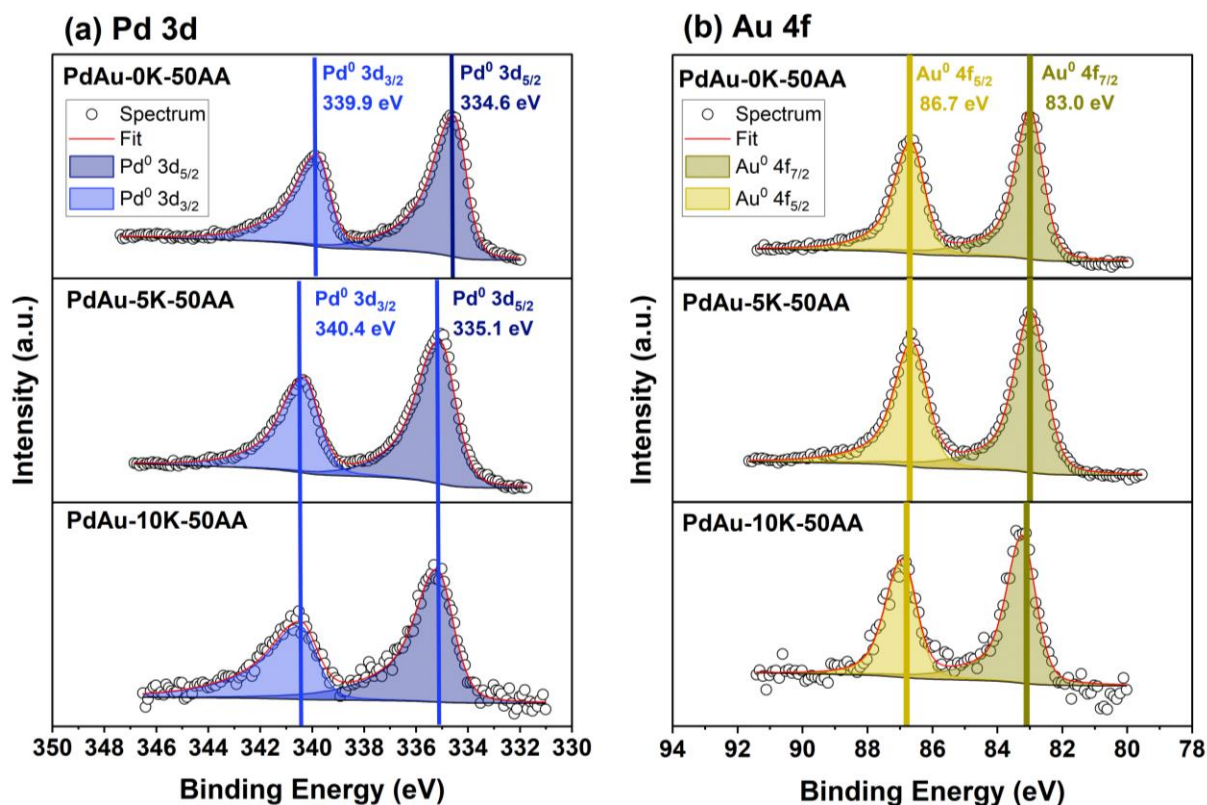 (a) Pd 3d
PdAu-0K-50AA
Spectrum
Fit
Pd⁰ 3d₅/₂
Pd⁰ 3d₃/₂
Pd⁰ 3d₃/₂
339.9 eV
Pd⁰ 3d₅/₂
334.6 eV
PdAu-5K-50AA
Pd⁰ 3d₃/₂
340.4 eV
Pd⁰ 3d₅/₂
335.1 eV
PdAu-10K-50AA
Intensity (a.u.)
350 348 346 344 342 340 338 336 334 332 330
Binding Energy (eV)
(b) Au 4f
PdAu-0K-50AA
Spectrum
Fit
Au⁰ 4f₇/₂
Au⁰ 4f₅/₂
Au⁰ 4f₅/₂
86.7 eV
Au⁰ 4f₇/₂
83.0 eV
PdAu-5K-50AA
PdAu-10K-50AA
Intensity (a.u.)
94 92 90 88 86 84 82 80 78
Binding Energy (eV)